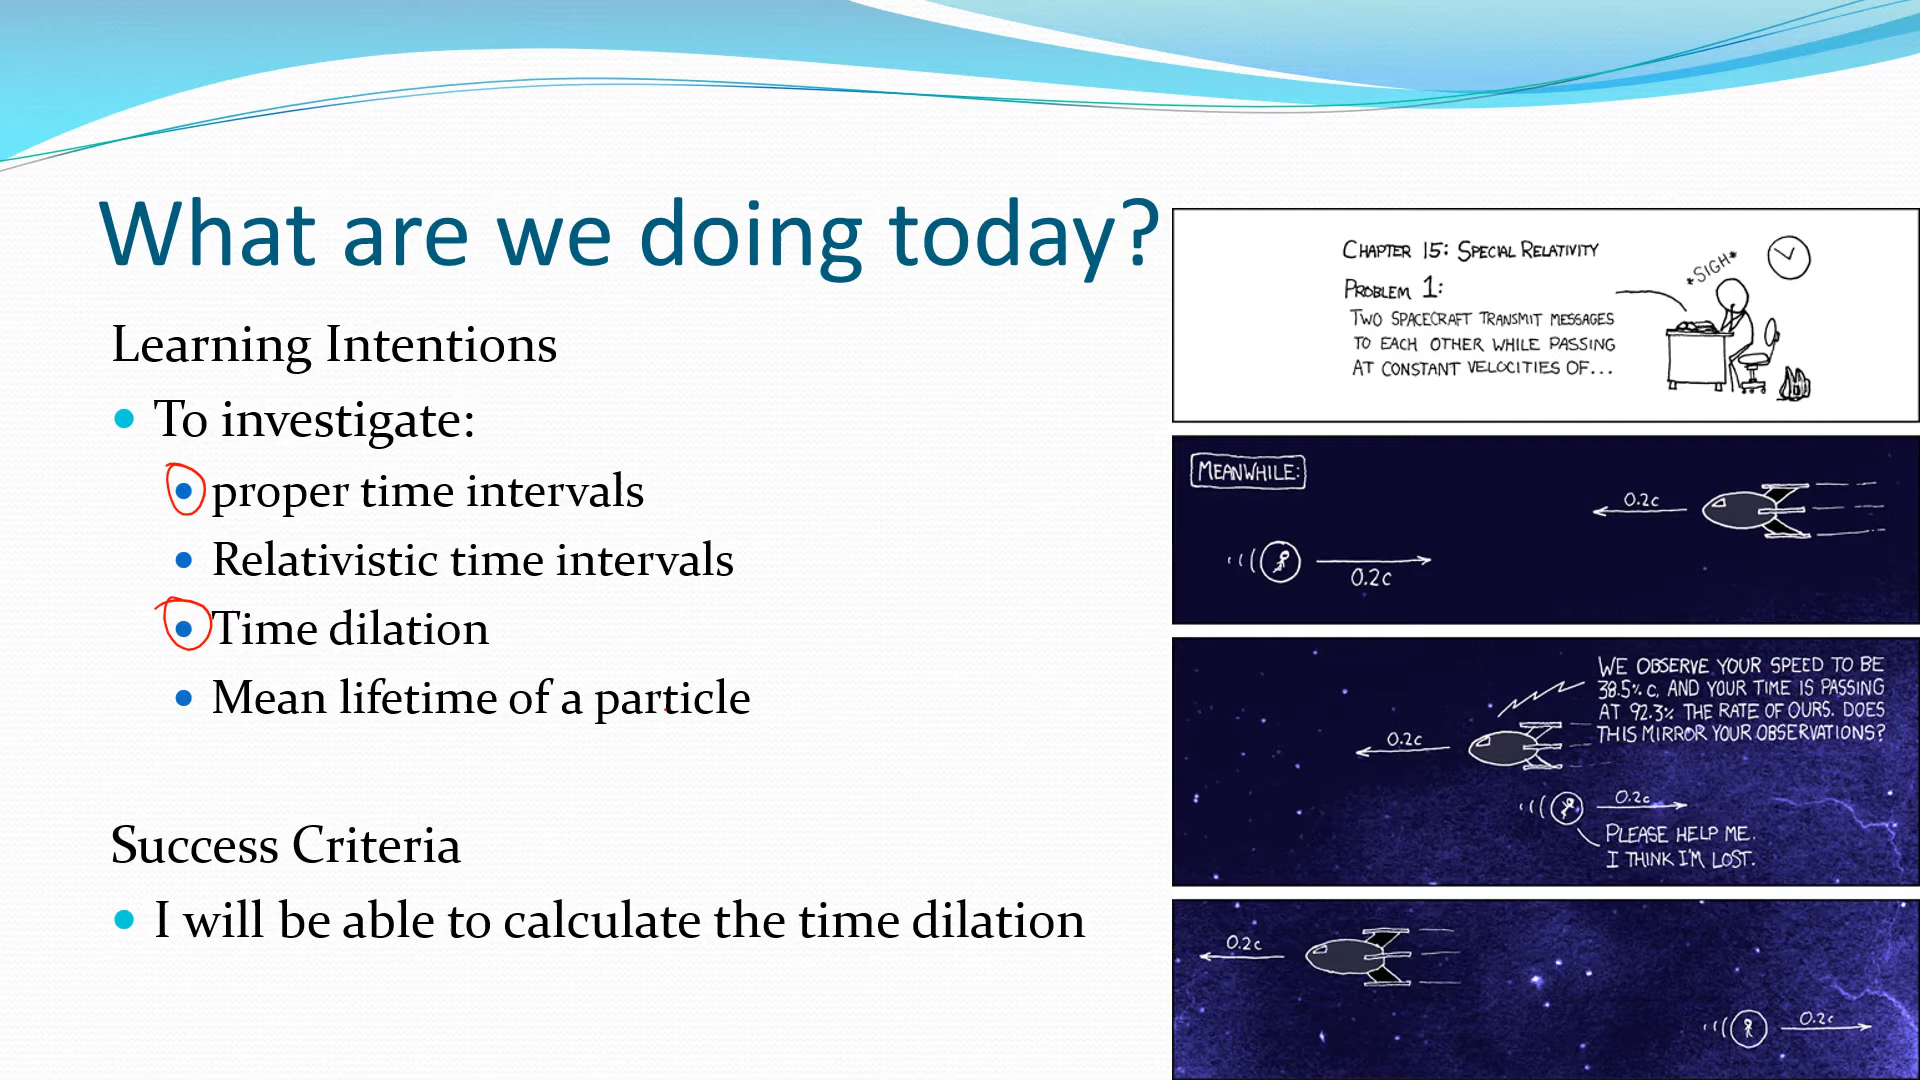 What are we doing today?
Learning Intentions
To investigate:
proper time intervals
Relativistic time intervals
Time dilation
Mean lifetime of a particle
Success Criteria
I will be able to calculate the time dilation
CHAPTER 15: SPECIAL RELATIVITY
PROBLEM 1:
TWO SPACECRAFT TRANSMIT MESSAGES
TO EACH OTHER WHILE PASSING
AT CONSTANT VELOCITIES OF...
*SIGH*
MEANWHILE:
0.2c
0.2c
WE OBSERVE YOUR SPEED TO BE
38.5% c, AND YOUR TIME IS PASSING
AT 92.3% THE RATE OF OURS. DOES
THIS MIRROR YOUR OBSERVATIONS?
0.2c
0.2c
PLEASE HELP ME.
I THINK I'M LOST.
0.2c
0.2c